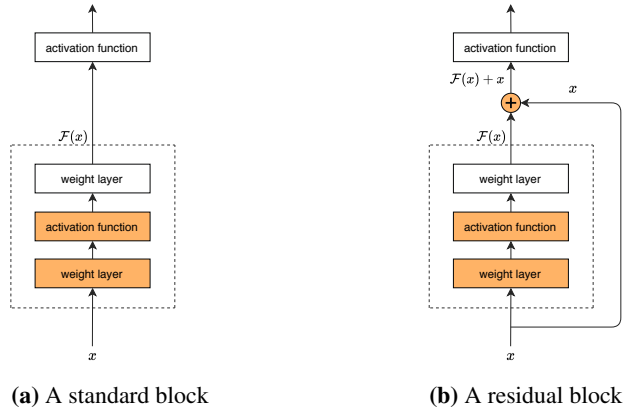 activation function
𝓕(x)
weight layer
activation function
weight layer
x
(a) A standard block
activation function
𝓕(x) + x
x
+
𝓕(x)
weight layer
activation function
weight layer
x
(b) A residual block